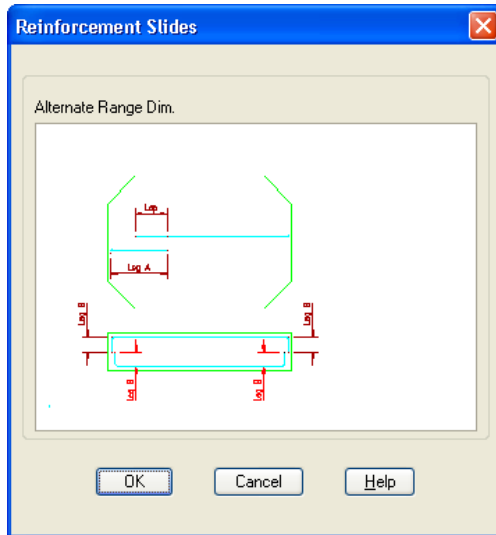 Reinforcement Slides
Alternate Range Dim.
Lap
Leg A
Leg B
Leg B
Leg B
Leg B
OK
Cancel
Help